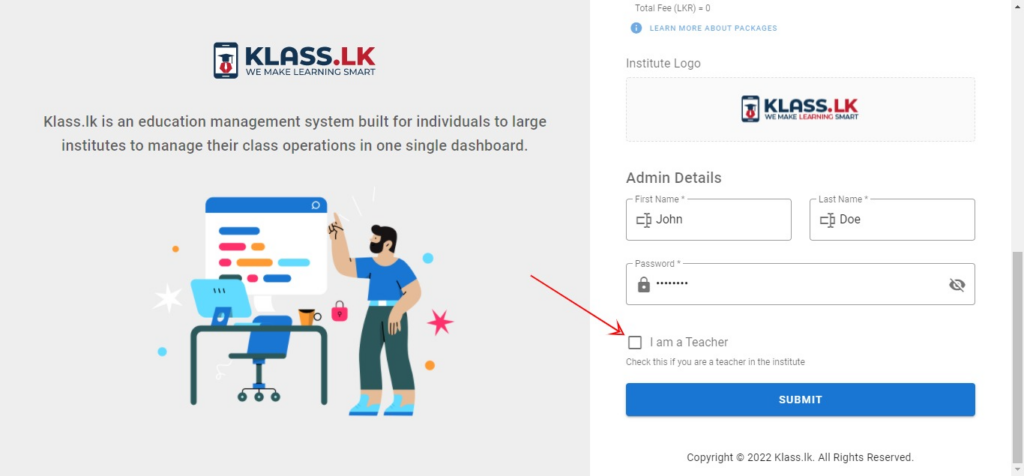 KLASS.LK
WE MAKE LEARNING SMART
Klass.lk is an education management system built for individuals to large
institutes to manage their class operations in one single dashboard.
Total Fee (LKR) = 0
LEARN MORE ABOUT PACKAGES
Institute Logo
KLASS.LK
WE MAKE LEARNING SMART
Admin Details
First Name *
John
Last Name *
Doe
Password *
••••••••
I am a Teacher
Check this if you are a teacher in the institute
SUBMIT
Copyright © 2022 Klass.lk. All Rights Reserved.